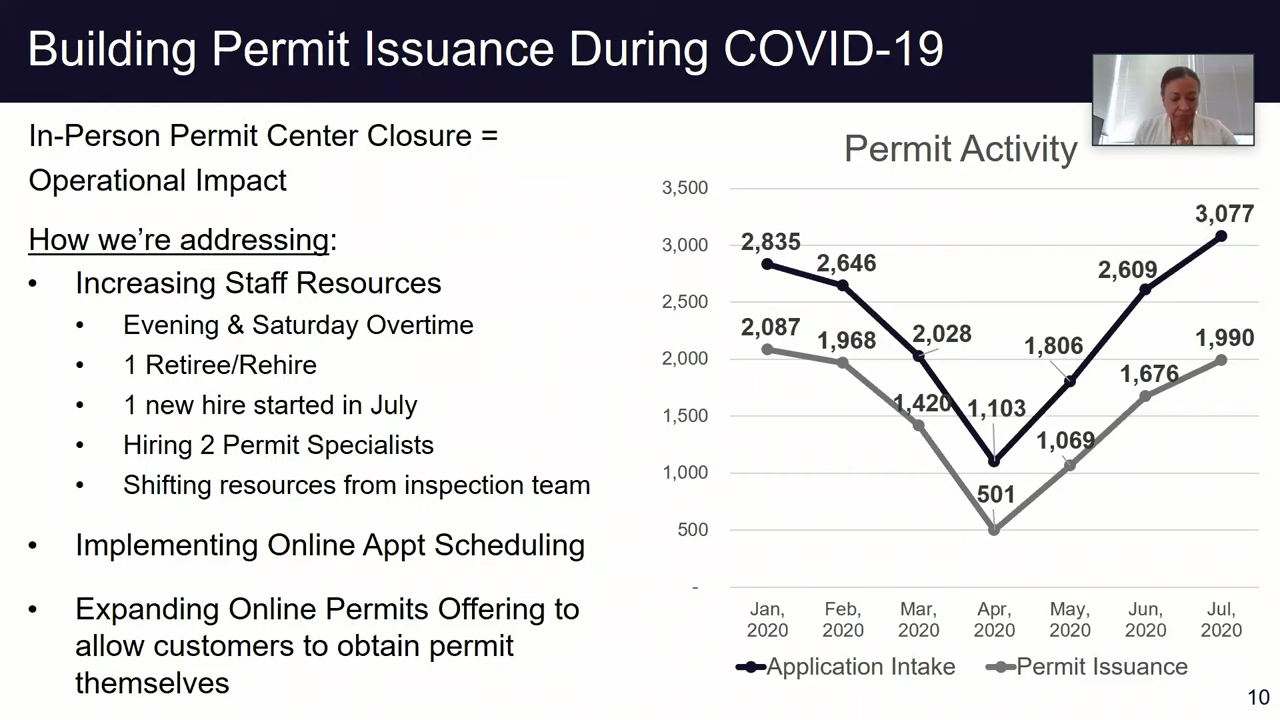 Building Permit Issuance During COVID-19
In-Person Permit Center Closure =
Operational Impact
How we're addressing:
• Increasing Staff Resources
• Evening & Saturday Overtime
• 1 Retiree/Rehire
• 1 new hire started in July
• Hiring 2 Permit Specialists
• Shifting resources from inspection team
• Implementing Online Appt Scheduling
• Expanding Online Permits Offering to
allow customers to obtain permit
themselves
Permit Activity
3,500
3,000
2,500
2,000
1,500
1,000
500
-
2,835
2,646
2,028
1,103
1,806
2,609
3,077
2,087
1,968
1,420
501
1,069
1,676
1,990
Jan, Feb, Mar, Apr, May, Jun, Jul,
2020 2020 2020 2020 2020 2020 2020
Application Intake Permit Issuance
10